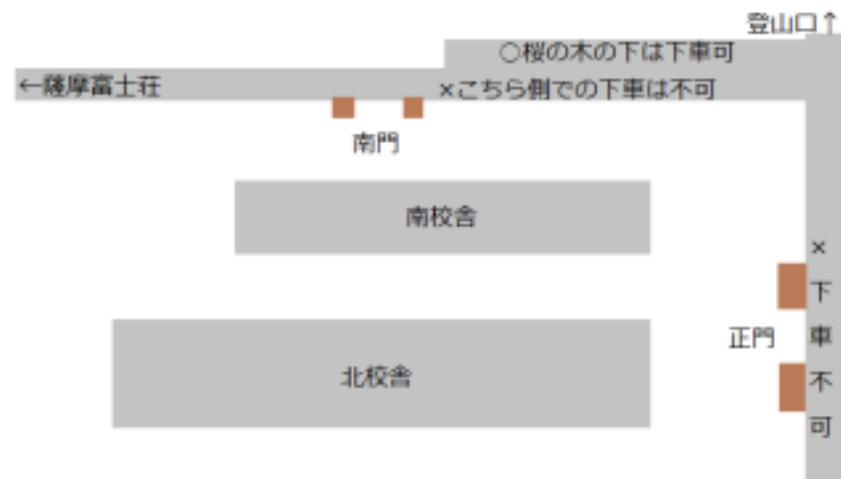 登山口↑
○桜の木の下は下車可
←薩摩富士荘
×こちら側での下車は不可
南門
南校舎
×下車不可
正門
北校舎